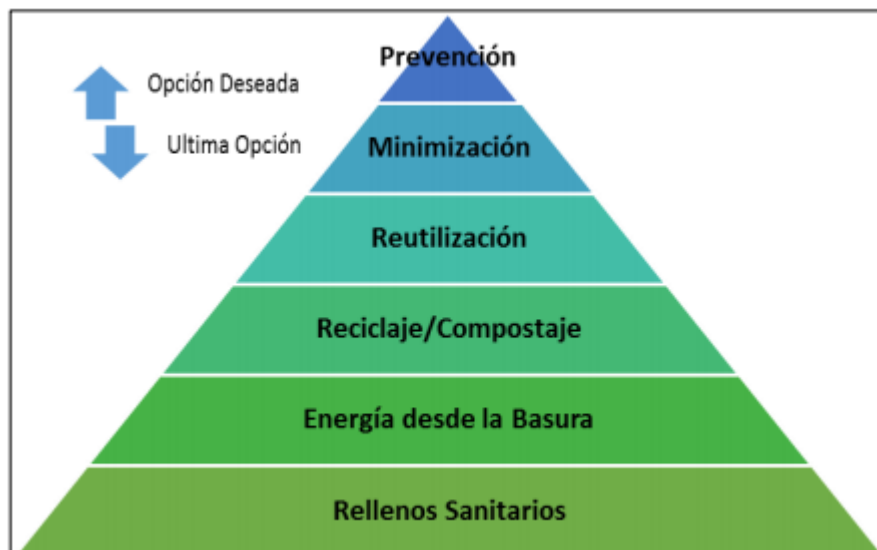 Prevención
Opción Deseada
Ultima Opción
Minimización
Reutilización
Reciclaje/Compostaje
Energía desde la Basura
Rellenos Sanitarios